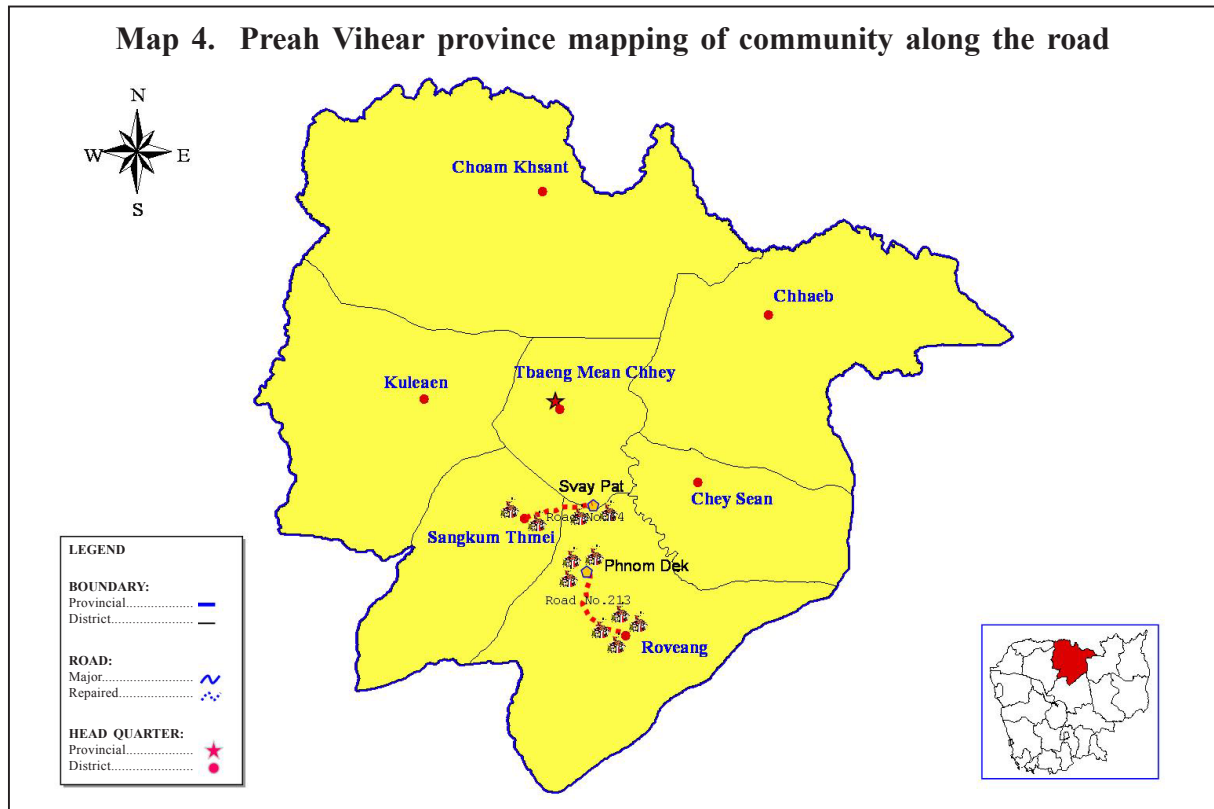 Map 4. Preah Vihear province mapping of community along the road
N
W E
S
Choam Khsant
Chhaeb
Tbaeng Mean Chhey
Kuleaen
Svay Pat
Chey Sean
Road No.
Sangkum Thmei
Phnom Dek
Road No.213
Roveang
LEGEND
BOUNDARY:
Provincial
District
ROAD:
Major
Repaired
HEAD QUARTER:
Provincial
District